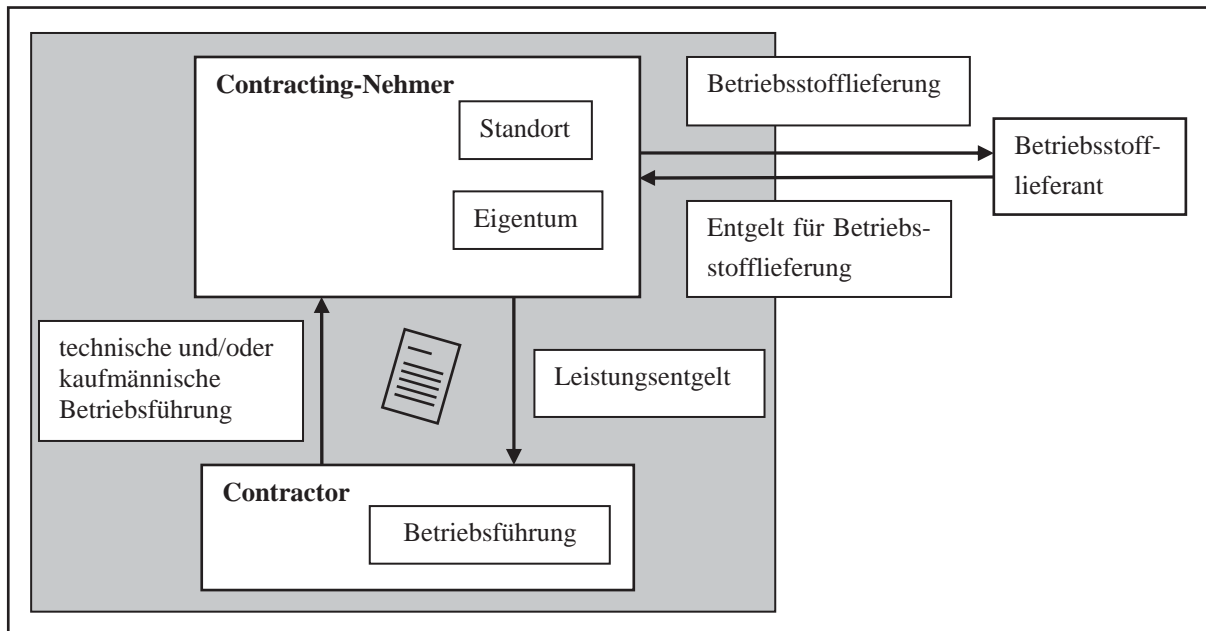 Contracting-Nehmer
Standort
Eigentum
Betriebsstofflieferung
Betriebsstoff-
lieferant
Entgelt für Betriebs-
stofflieferung
technische und/oder
kaufmännische
Betriebsführung
Leistungsentgelt
Contractor
Betriebsführung